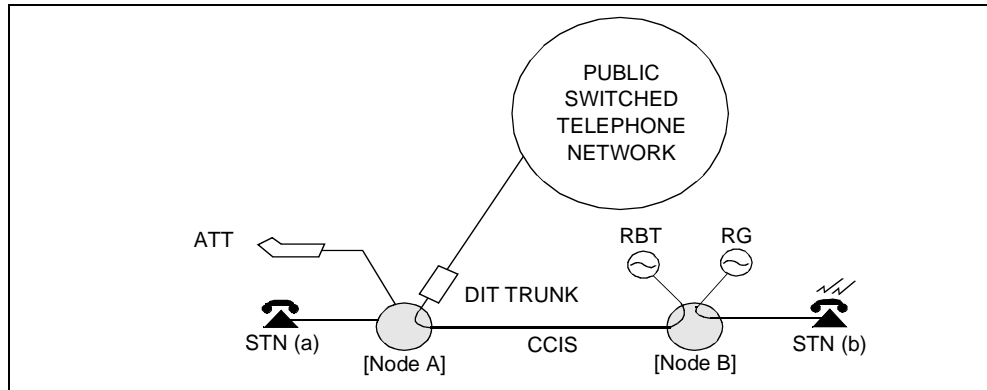 PUBLIC
SWITCHED
TELEPHONE
NETWORK
ATT
RBT
RG
DIT TRUNK
STN (a)
[Node A]
CCIS
[Node B]
STN (b)